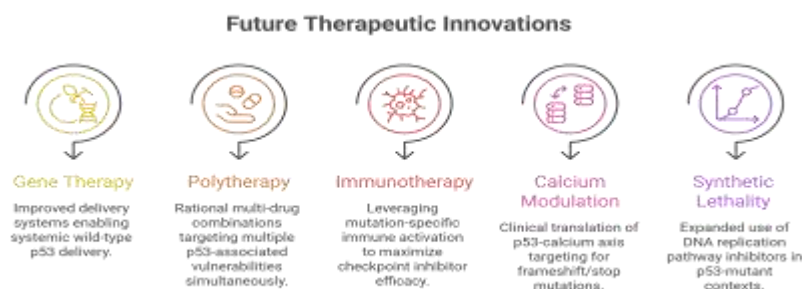 Future Therapeutic Innovations
Gene Therapy
Improved delivery
systems enabling
systemic wild-type
p53 delivery.
Polytherapy
Rational multi-drug
combinations
targeting multiple
p53-associated
vulnerabilities
simultaneously.
Immunotherapy
Leveraging
mutation-specific
immune activation
to maximize
checkpoint inhibitor
efficacy.
Calcium
Modulation
Clinical translation of
p53-calcium axis
targeting for
frameshift/stop
mutations.
Synthetic
Lethality
Expanded use of
DNA replication
pathway inhibitors in
p53-mutant
contexts.